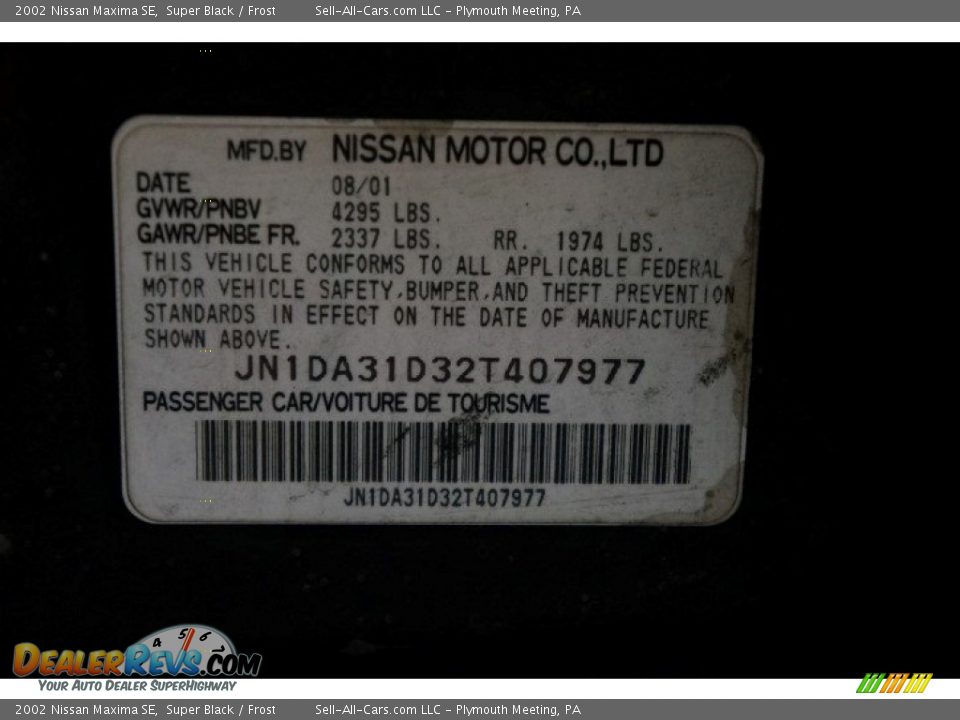 2002 Nissan Maxima SE,  Super Black / Frost     Sell-All-Cars.com LLC - Plymouth Meeting, PA
MFD.BY NISSAN MOTOR CO.,LTD
DATE 08/01
GVWR/PNBV 4295 LBS.
GAWR/PNBE FR. 2337 LBS. RR. 1974 LBS.
THIS VEHICLE CONFORMS TO ALL APPLICABLE FEDERAL
MOTOR VEHICLE SAFETY,BUMPER,AND THEFT PREVENTION
STANDARDS IN EFFECT ON THE DATE OF MANUFACTURE
SHOWN ABOVE.
JN1DA31D32T407977
PASSENGER CAR/VOITURE DE TOURISME
JN1DA31D32T407977
4 5 6
DEALERREVS.COM
YOUR AUTO DEALER SUPERHIGHWAY
2002 Nissan Maxima SE,  Super Black / Frost     Sell-All-Cars.com LLC - Plymouth Meeting, PA